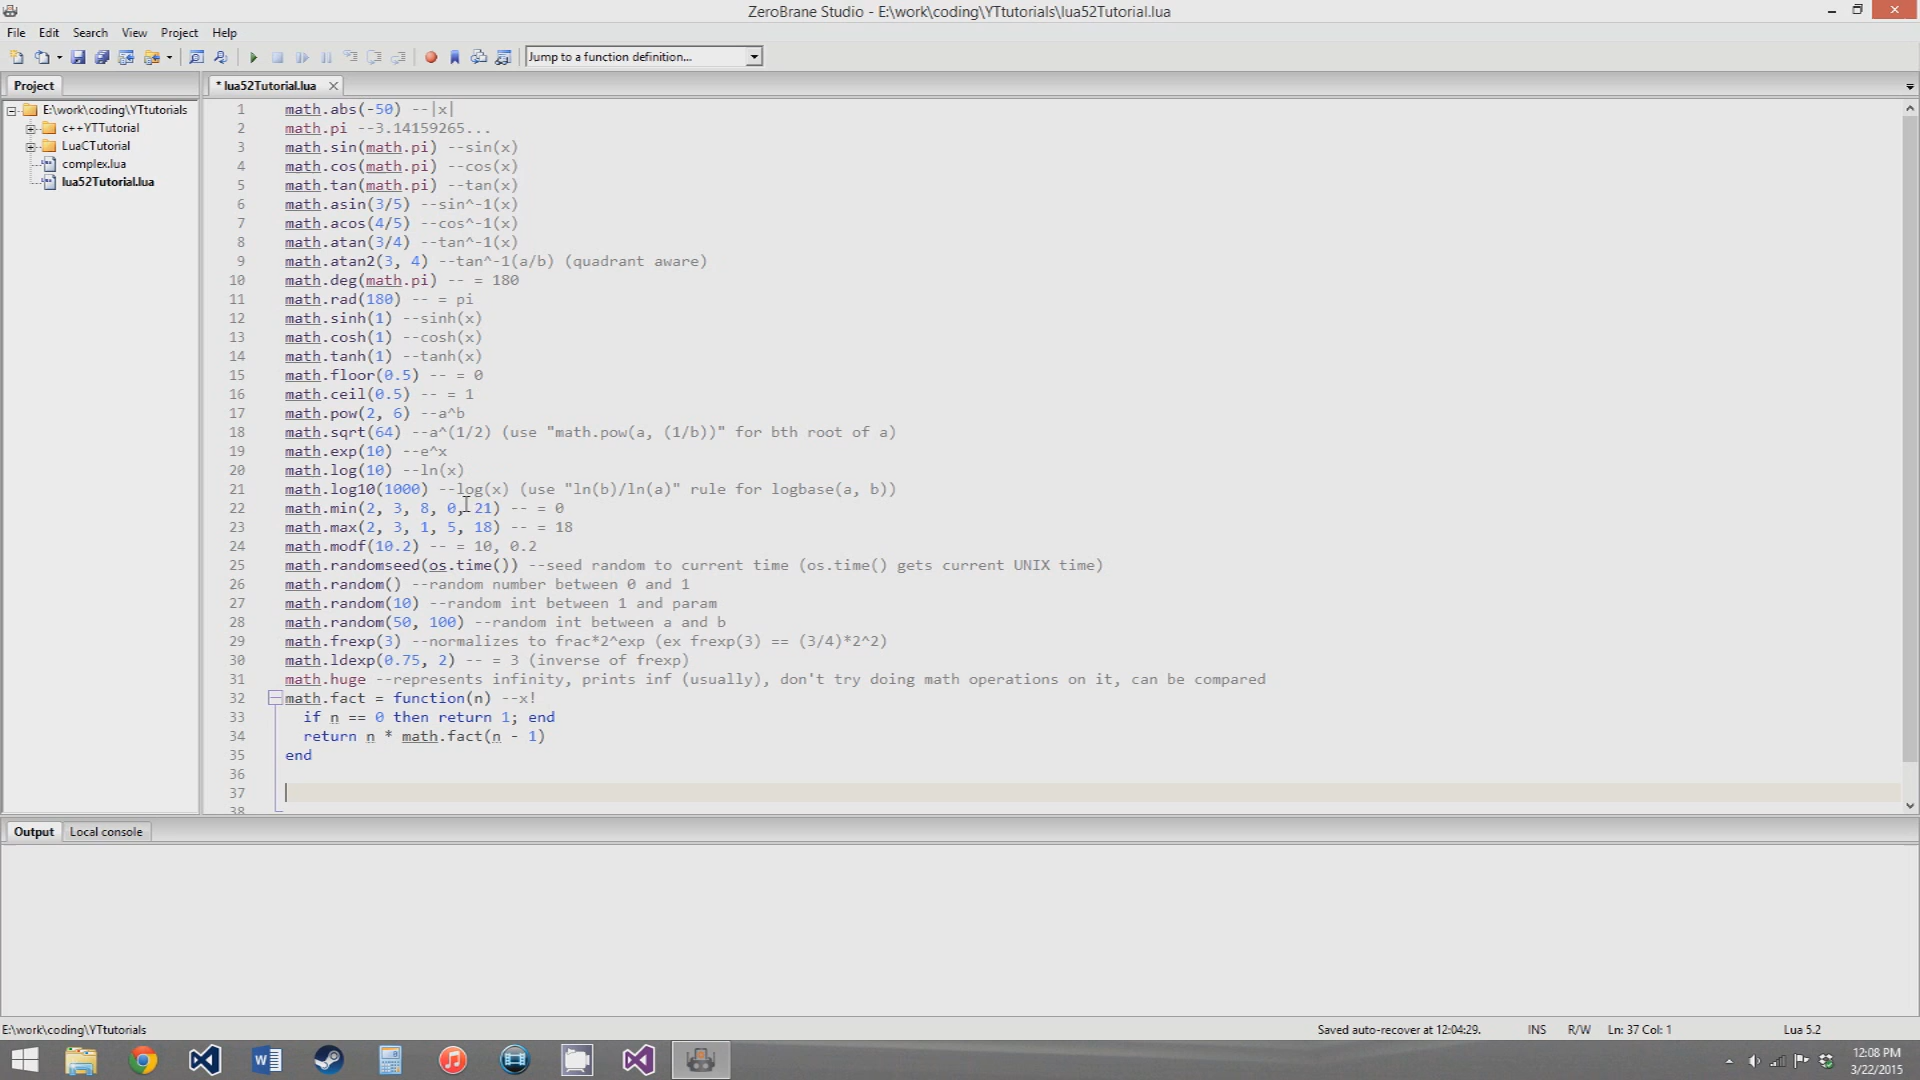 ZeroBrane Studio - E:\work\coding\YTtutorials\lua52Tutorial.lua
File Edit Search View Project Help
Jump to a function definition...
Project
* lua52Tutorial.lua
E:\work\coding\YTtutorials
c++YTTutorial
LuaCTutorial
complex.lua
lua52Tutorial.lua
1 math.abs(-50) --|x|
2 math.pi --3.14159265...
3 math.sin(math.pi) --sin(x)
4 math.cos(math.pi) --cos(x)
5 math.tan(math.pi) --tan(x)
6 math.asin(3/5) --sin^-1(x)
7 math.acos(4/5) --cos^-1(x)
8 math.atan(3/4) --tan^-1(x)
9 math.atan2(3, 4) --tan^-1(a/b) (quadrant aware)
10 math.deg(math.pi) -- = 180
11 math.rad(180) -- = pi
12 math.sinh(1) --sinh(x)
13 math.cosh(1) --cosh(x)
14 math.tanh(1) --tanh(x)
15 math.floor(0.5) -- = 0
16 math.ceil(0.5) -- = 1
17 math.pow(2, 6) --a^b
18 math.sqrt(64) --a^(1/2) (use "math.pow(a, (1/b))" for bth root of a)
19 math.exp(10) --e^x
20 math.log(10) --ln(x)
21 math.log10(1000) --log(x) (use "ln(b)/ln(a)" rule for logbase(a, b))
22 math.min(2, 3, 8, 0, 21) -- = 0
23 math.max(2, 3, 1, 5, 18) -- = 18
24 math.modf(10.2) -- = 10, 0.2
25 math.randomseed(os.time()) --seed random to current time (os.time() gets current UNIX time)
26 math.random() --random number between 0 and 1
27 math.random(10) --random int between 1 and param
28 math.random(50, 100) --random int between a and b
29 math.frexp(3) --normalizes to frac*2^exp (ex frexp(3) == (3/4)*2^2)
30 math.ldexp(0.75, 2) -- = 3 (inverse of frexp)
31 math.huge --represents infinity, prints inf (usually), don't try doing math operations on it, can be compared
32 math.fact = function(n) --x!
33 if n == 0 then return 1; end
34 return n * math.fact(n - 1)
35 end
36
37
38
Output Local console
E:\work\coding\YTtutorials Saved auto-recover at 12:04:29. INS R/W Ln: 37 Col: 1 Lua 5.2
12:08 PM
3/22/2015